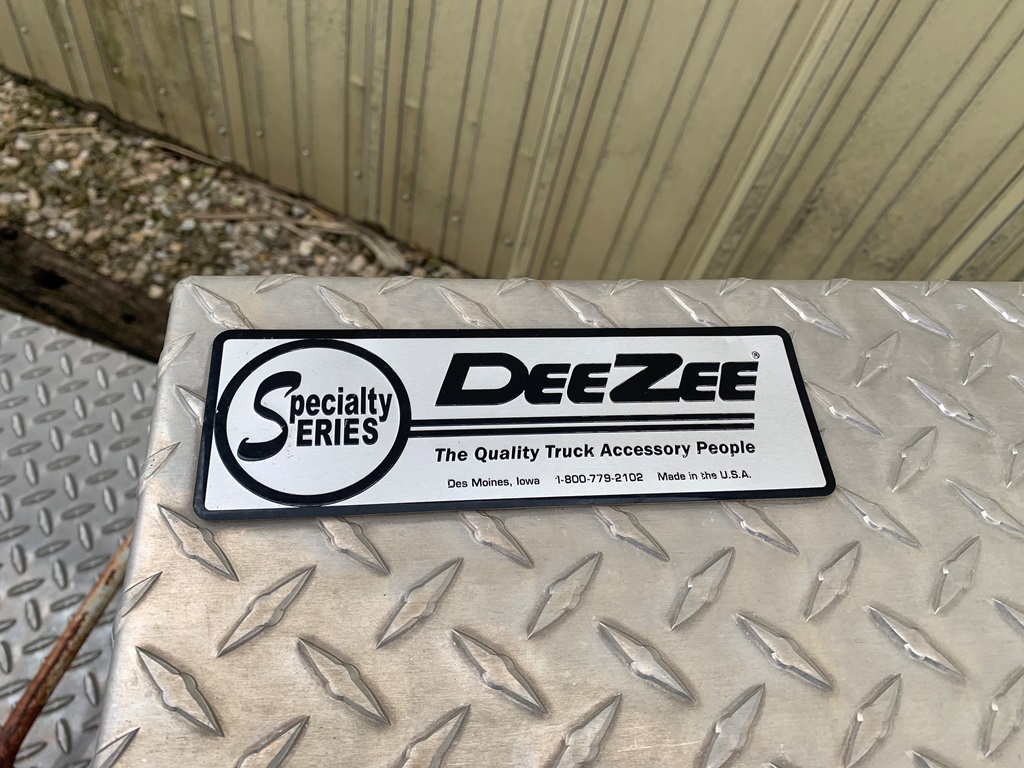 Specialty
SERIES
DEEZEE®
The Quality Truck Accessory People
Des Moines, Iowa 1-800-779-2102 Made in the U.S.A.